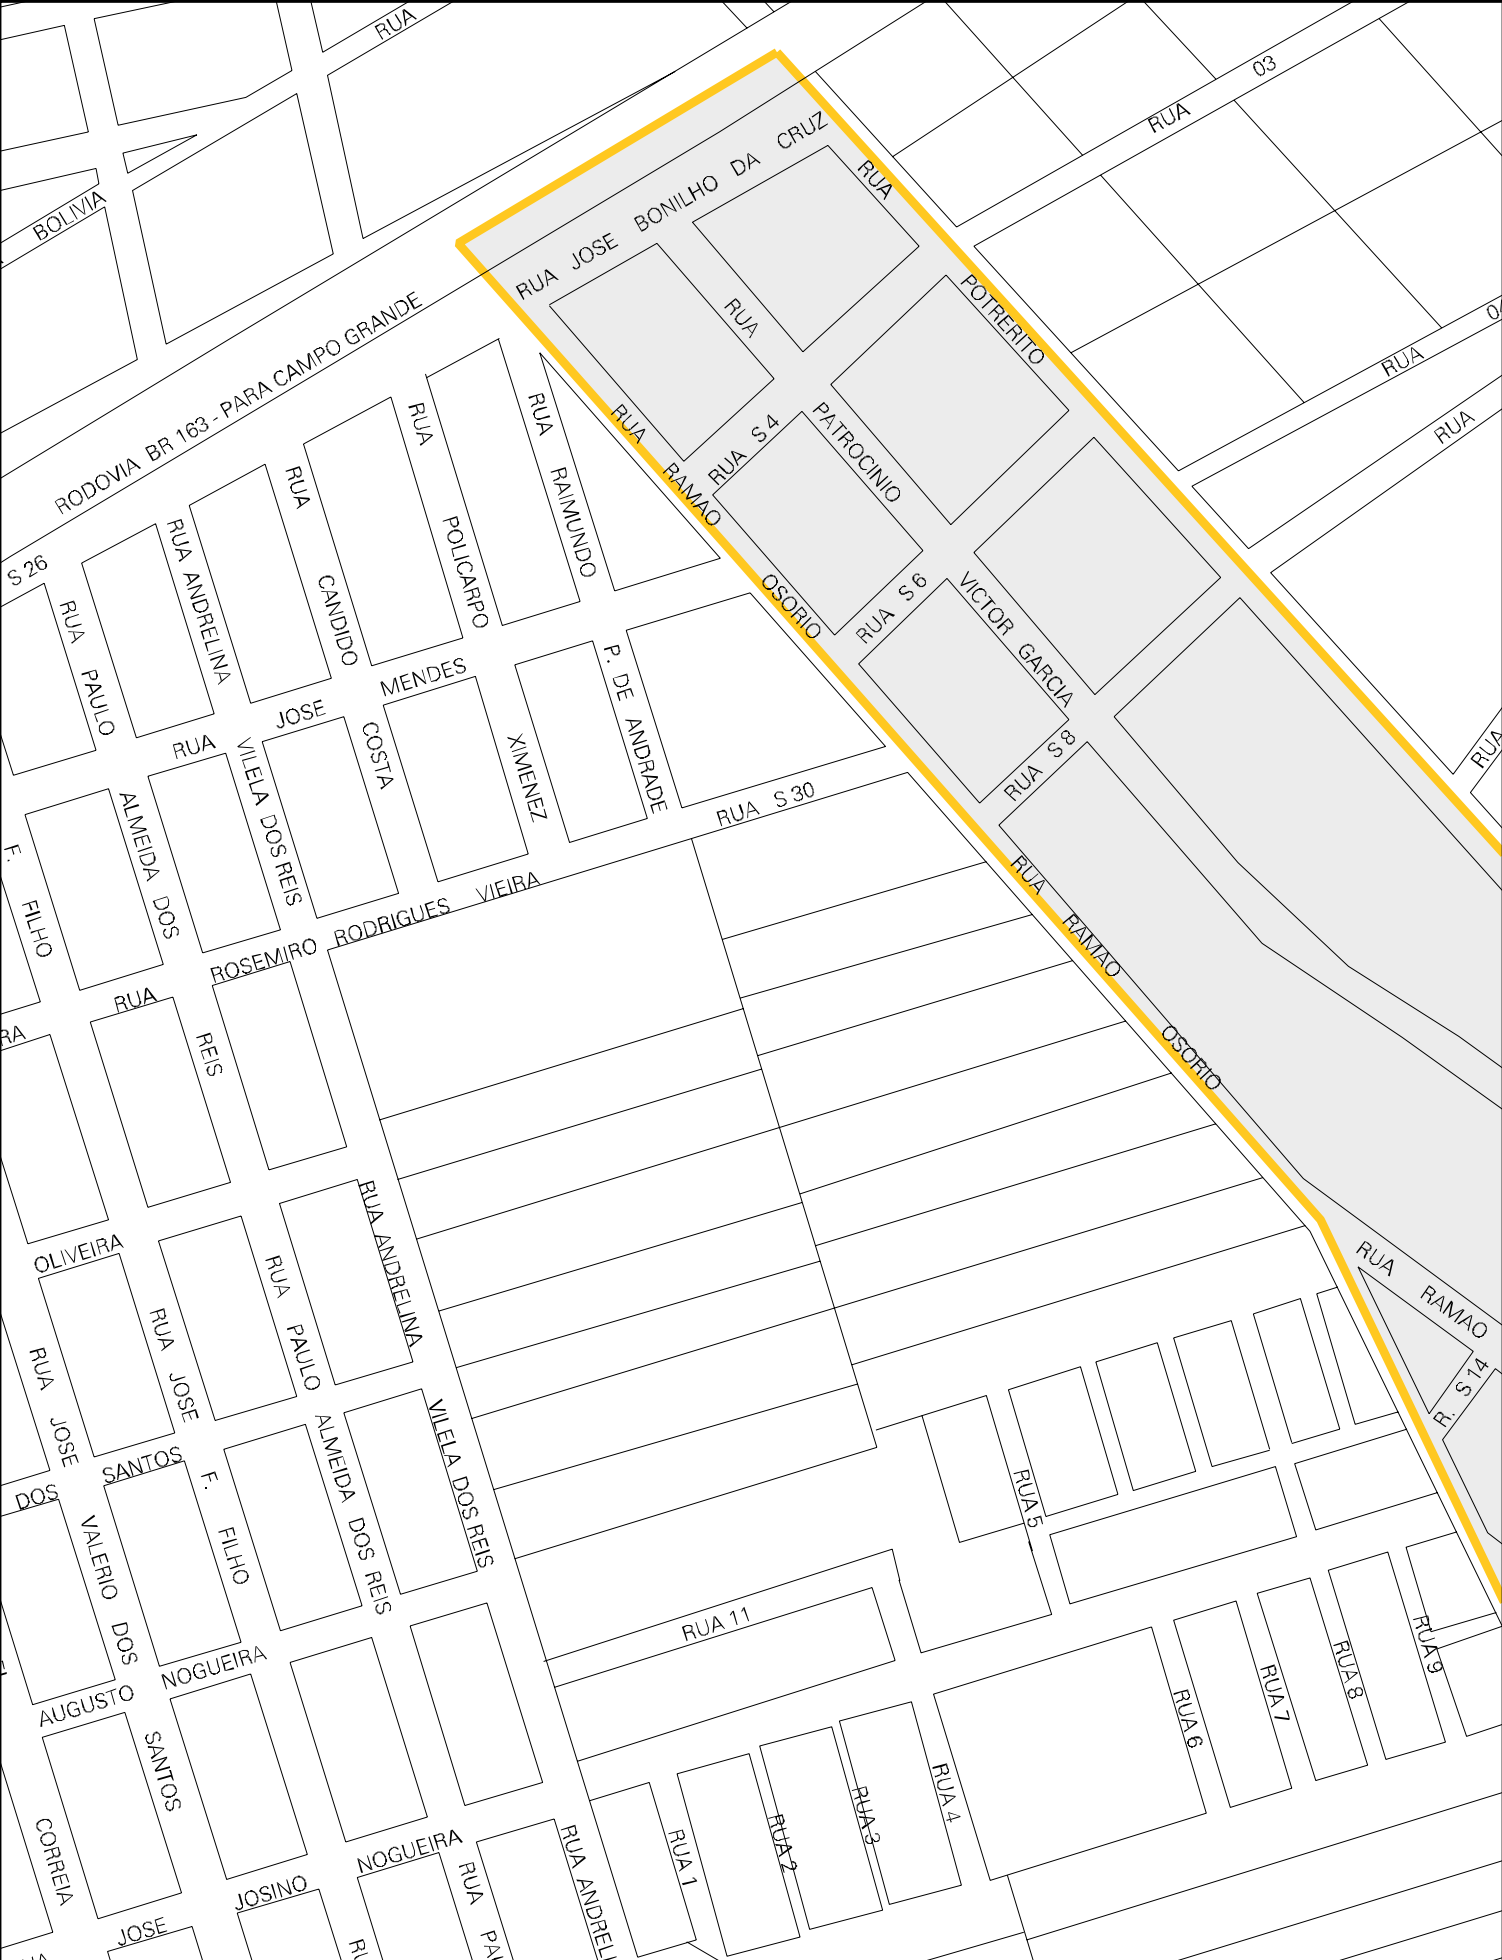 RUA
RUA 03
BOLIVIA
RUA JOSE BONILHO DA CRUZ
RUA POTRERITO
RODOVIA BR 163 - PARA CAMPO GRANDE
RUA PATROCINIO VICTOR GARCIA
RUA
RUA
RUA RAMAO OSORIO
RUA S 4
RUA S 6
RUA S 8
RUA
S 26
RUA PAULO ALMEIDA DOS REIS
RUA ANDRELINA VILELA DOS REIS
RUA CANDIDO COSTA
RUA POLICARPO XIMENEZ
RUA RAIMUNDO P. DE ANDRADE
RUA JOSE MENDES
RUA S 30
F. FILHO
RUA ROSEMIRO RODRIGUES VIEIRA
RUA RAMAO OSORIO
RUA RAMAO
R. S 14
OLIVEIRA
RUA JOSE VALERIO DOS SANTOS
RUA JOSE F. FILHO
RUA PAULO ALMEIDA DOS REIS
RUA ANDRELINA VILELA DOS REIS
DOS SANTOS
AUGUSTO NOGUEIRA
CORREIA
JOSE JOSINO NOGUEIRA
RUA
RUA 11
RUA 5
RUA 1
RUA 2
RUA 3
RUA 4
RUA 6
RUA 7
RUA 8
RUA 9